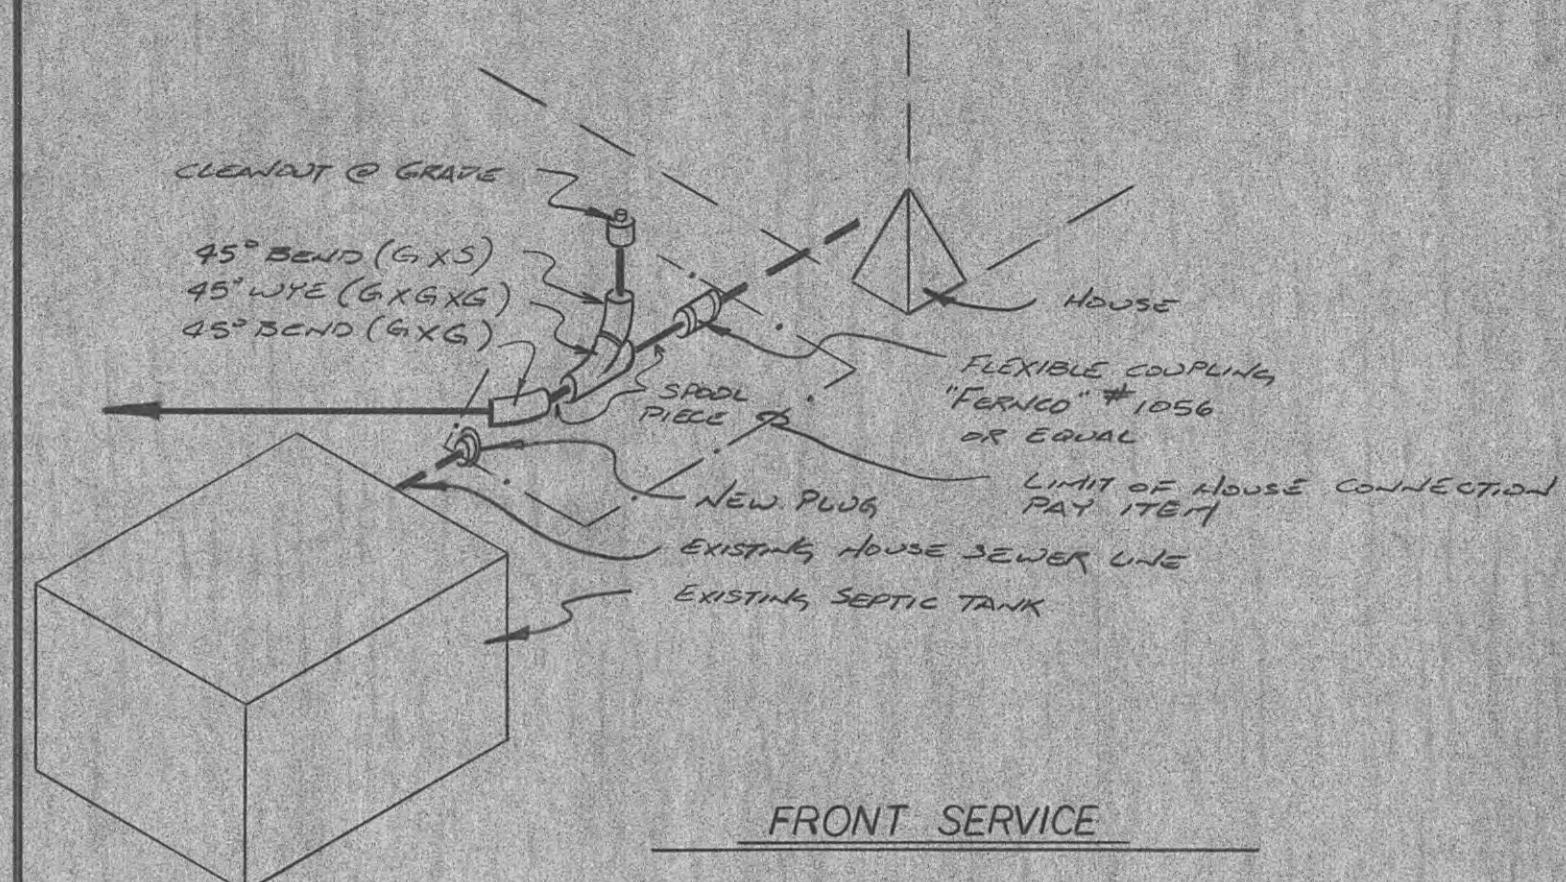 CLEANOUT @ GRADE
45° BEND (G X S)
45° WYE (G X G X G)
45° BEND (G X G)
HOUSE
FLEXIBLE COUPLING
"FERNCO" #1056
OR EQUAL
SPOOL
PIECE
LIMIT OF HOUSE CONNECTION
PAY ITEM
NEW PLUG
EXISTING HOUSE SEWER LINE
EXISTING SEPTIC TANK
FRONT SERVICE